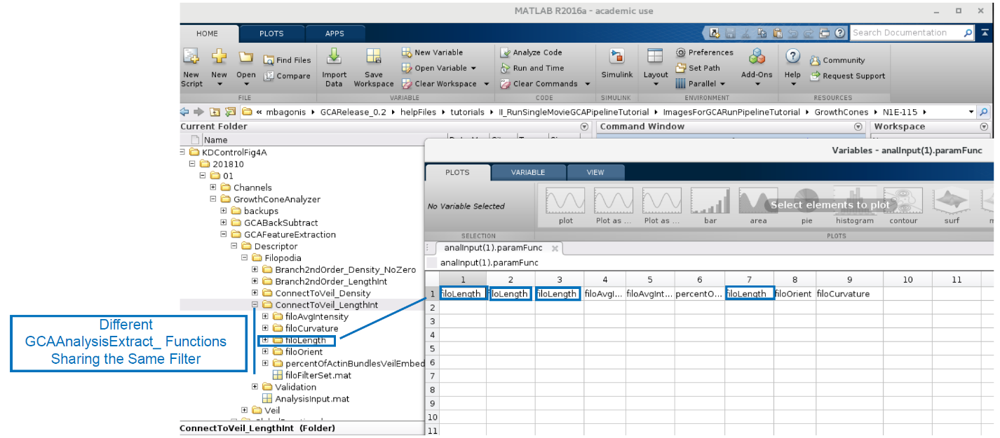 MATLAB R2016a - academic use
HOME PLOTS APPS
Search Documentation
New Script
New
Open
Find Files
Compare
Import Data
Save Workspace
New Variable
Open Variable
Clear Workspace
Analyze Code
Run and Time
Clear Commands
Simulink
Layout
Preferences
Set Path
Parallel
Add-Ons
Help
Community
Request Support
FILE VARIABLE CODE SIMULINK ENVIRONMENT RESOURCES
« mbagonis GCARelease_0.2 helpFiles tutorials II_RunSingleMovieGCAPipelineTutorial ImagesForGCARunPipelineTutorial GrowthCones N1E-115
Current Folder
Command Window
Workspace
Name
KDControlFig4A
201810
01
Channels
GrowthConeAnalyzer
backups
GCABackSubtract
GCAFeatureExtraction
Descriptor
Filopodia
Branch2ndOrder_Density_NoZero
Branch2ndOrder_LengthInt
ConnectToVeil_Density
ConnectToVeil_LengthInt
filoAvgIntensity
filoCurvature
filoLength
filoOrient
percentOfActinBundlesVeilEmbed
filoFilterSet.mat
Validation
AnalysisInput.mat
Veil
ConnectToVeil_LengthInt (Folder)
Different
GCAAnalysisExtract_ Functions
Sharing the Same Filter
Variables - analInput(1).paramFunc
PLOTS VARIABLE VIEW
No Variable Selected
Select elements to plot
plot Plot as ... Plot as ... bar area pie histogram contour surf
SELECTION PLOTS
analInput(1).paramFunc
analInput(1).paramFunc
1 2 3 4 5 6 7 8 9 10 11
1 filoLength filoLength filoLength filoAvgI... filoAvgInt... percentO... filoLength filoOrient filoCurvature
2
3
4
5
6
7
8
9
10
11